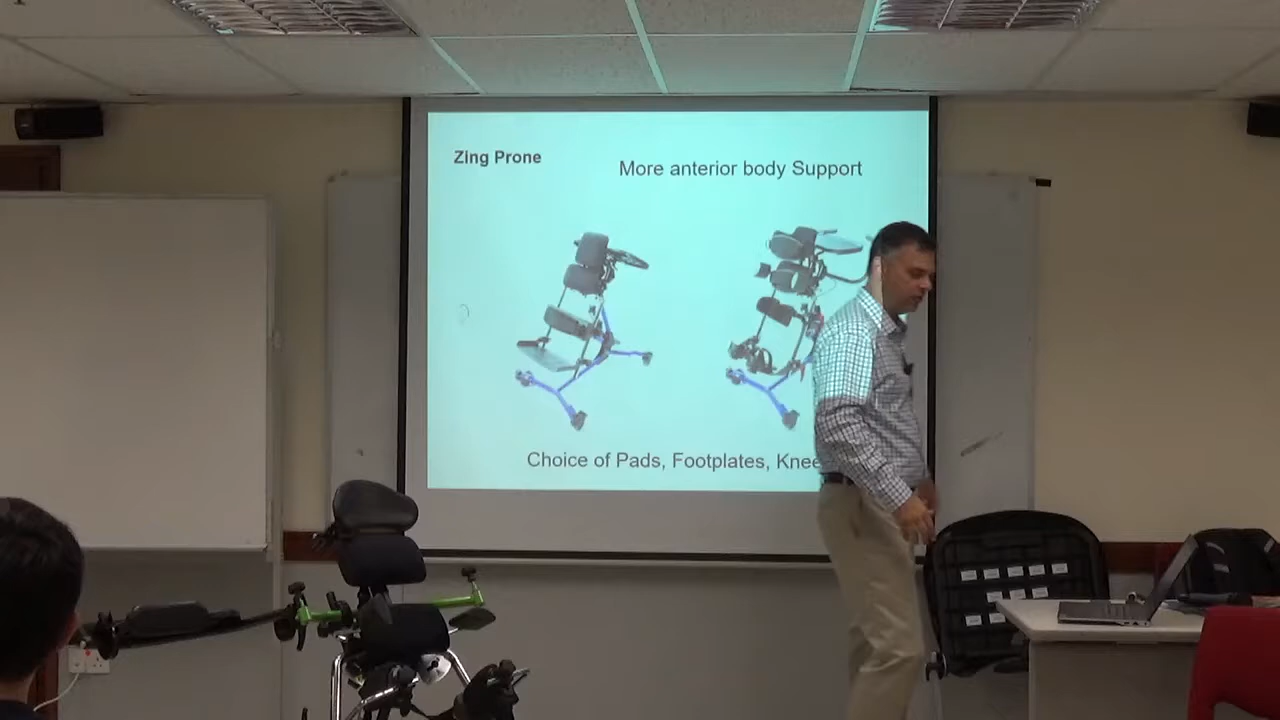 Zing Prone
More anterior body Support
Choice of Pads, Footplates, Knee